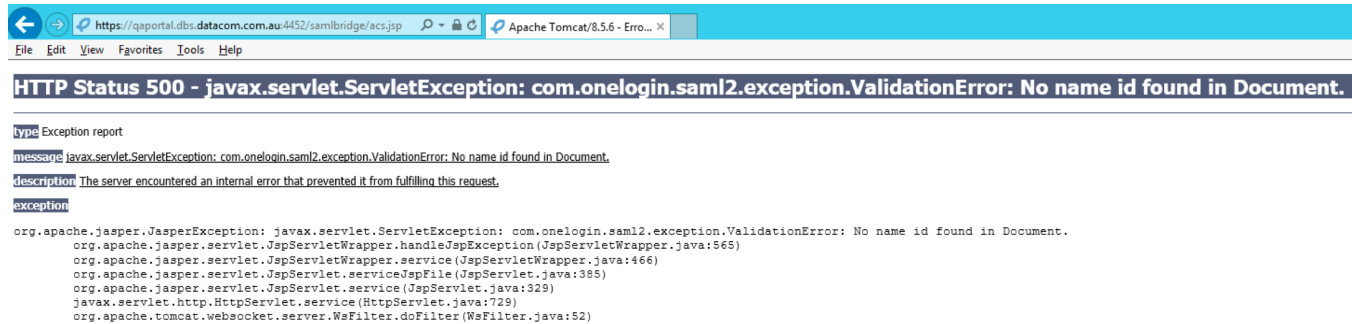 https://qaportal.dbs.datacom.com.au:4452/samlbridge/acs.jsp
Apache Tomcat/8.5.6 - Erro...
File Edit View Favorites Tools Help
HTTP Status 500 - javax.servlet.ServletException: com.onelogin.saml2.exception.ValidationError: No name id found in Document.
type Exception report
message javax.servlet.ServletException: com.onelogin.saml2.exception.ValidationError: No name id found in Document.
description The server encountered an internal error that prevented it from fulfilling this request.
exception
org.apache.jasper.JasperException: javax.servlet.ServletException: com.onelogin.saml2.exception.ValidationError: No name id found in Document.
org.apache.jasper.servlet.JspServletWrapper.handleJspException(JspServletWrapper.java:565)
org.apache.jasper.servlet.JspServletWrapper.service(JspServletWrapper.java:466)
org.apache.jasper.servlet.JspServlet.serviceJspFile(JspServlet.java:385)
org.apache.jasper.servlet.JspServlet.service(JspServlet.java:329)
javax.servlet.http.HttpServlet.service(HttpServlet.java:729)
org.apache.tomcat.websocket.server.WsFilter.doFilter(WsFilter.java:52)